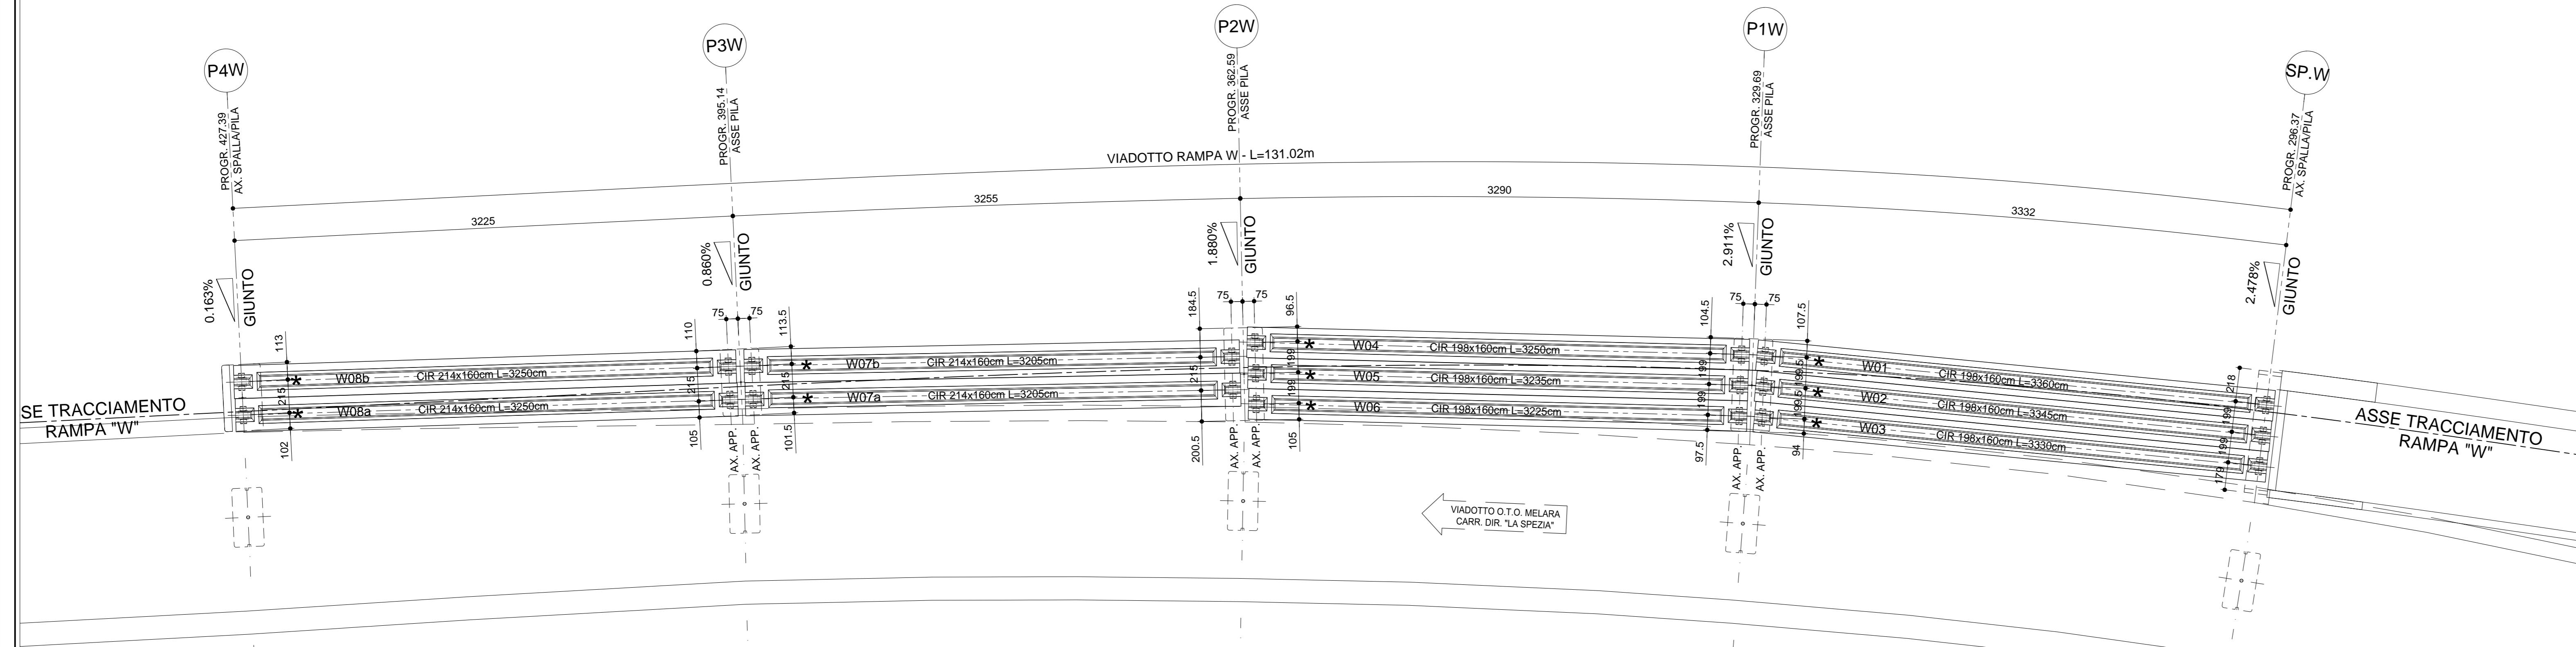 P4W
P3W
P2W
P1W
SP.W
PROGR. 427.39
AX. SPALLA/PILA
PROGR. 395.14
ASSE PILA
PROGR. 362.59
ASSE PILA
PROGR. 329.69
ASSE PILA
PROGR. 296.37
AX. SPALLA/PILA
VIADOTTO RAMPA W - L=131.02m
3225
3255
3290
3332
0.163%
GIUNTO
0.860%
GIUNTO
1.880%
GIUNTO
2.911%
GIUNTO
2.478%
GIUNTO
113
110
75
75
113.5
184.5
75
75
96.5
104.5
75
75
107.5
218
* W08b CIR 214x160cm L=3250cm
* W07b CIR 214x160cm L=3205cm
* W04 CIR 198x160cm L=3250cm
* W01 CIR 198x160cm L=3360cm
215
215
215
215
199
199
199.5
199
* W08a CIR 214x160cm L=3250cm
* W07a CIR 214x160cm L=3205cm
* W05 CIR 198x160cm L=3235cm
* W02 CIR 198x160cm L=3345cm
199
199
199.5
199
* W06 CIR 198x160cm L=3225cm
* W03 CIR 198x160cm L=3330cm
102
105
101.5
200.5
105
97.5
94
179
AX. APP.
AX. APP.
AX. APP.
AX. APP.
AX. APP.
AX. APP.
SE TRACCIAMENTO
RAMPA "W"
ASSE TRACCIAMENTO
RAMPA "W"
VIADOTTO O.T.O. MELARA
CARR. DIR. "LA SPEZIA"